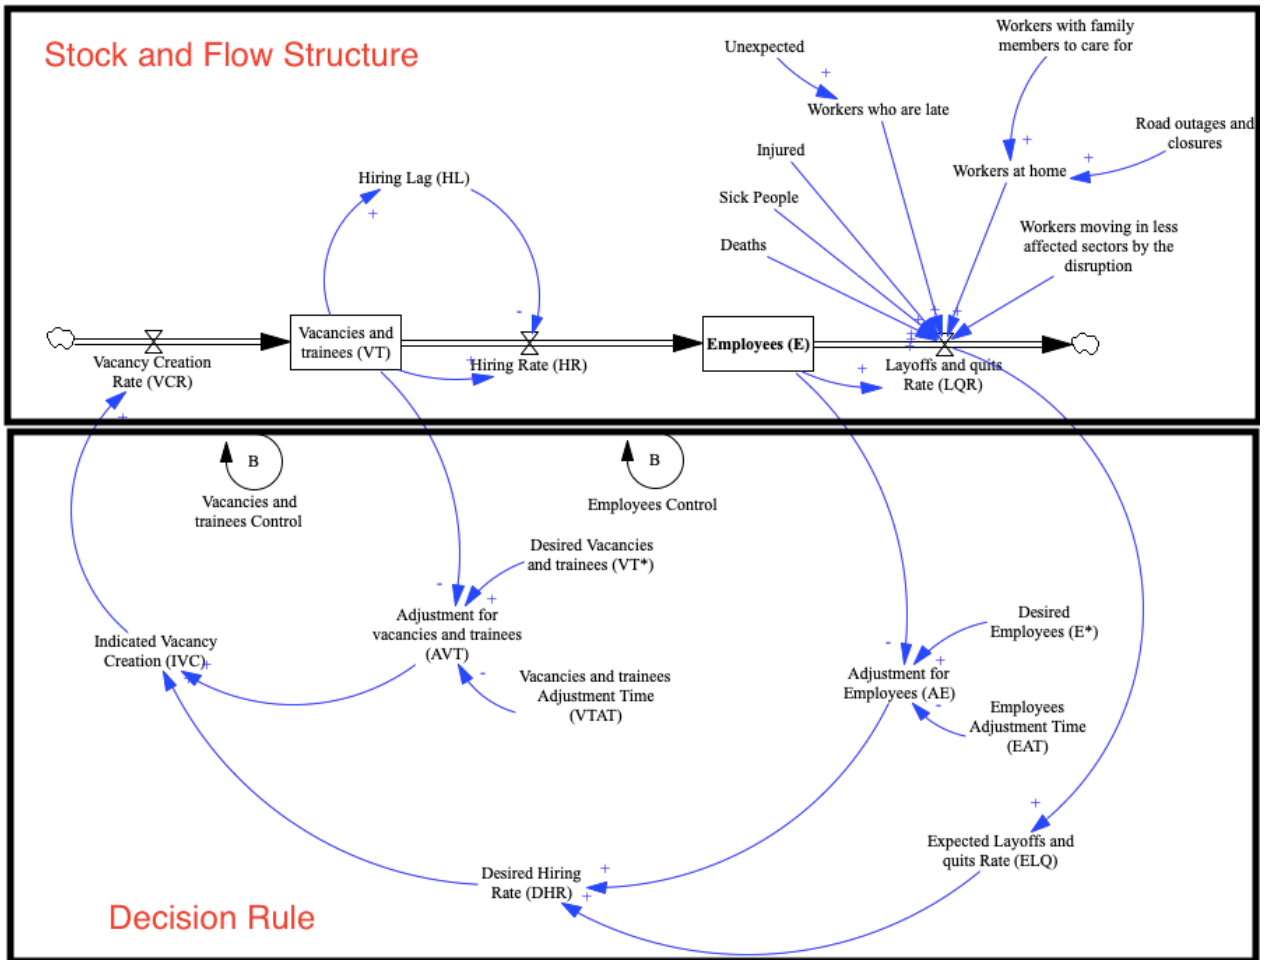 Stock and Flow Structure
Workers with family
members to care for
Unexpected
+
Workers who are late
Road outages and
closures
+
+
Injured
Workers at home
Hiring Lag (HL)
+
Sick People
Deaths
Workers moving in less
affected sectors by the
disruption
-
+
+
+
+
+
+
Vacancies and
trainees (VT)
Employees (E)
Vacancy Creation
Rate (VCR)
+
Hiring Rate (HR)
+
Layoffs and quits
Rate (LQR)
+
B
Vacancies and
trainees Control
B
Employees Control
Desired Vacancies
and trainees (VT*)
-
+
Adjustment for
vacancies and trainees
(AVT)
Desired
Employees (E*)
Indicated Vacancy
Creation (IVC)
+
+
-
+
-
Vacancies and trainees
Adjustment Time
(VTAT)
Adjustment for
Employees (AE)
-
Employees
Adjustment Time
(EAT)
+
Expected Layoffs and
quits Rate (ELQ)
Desired Hiring
Rate (DHR)
+
+
Decision Rule